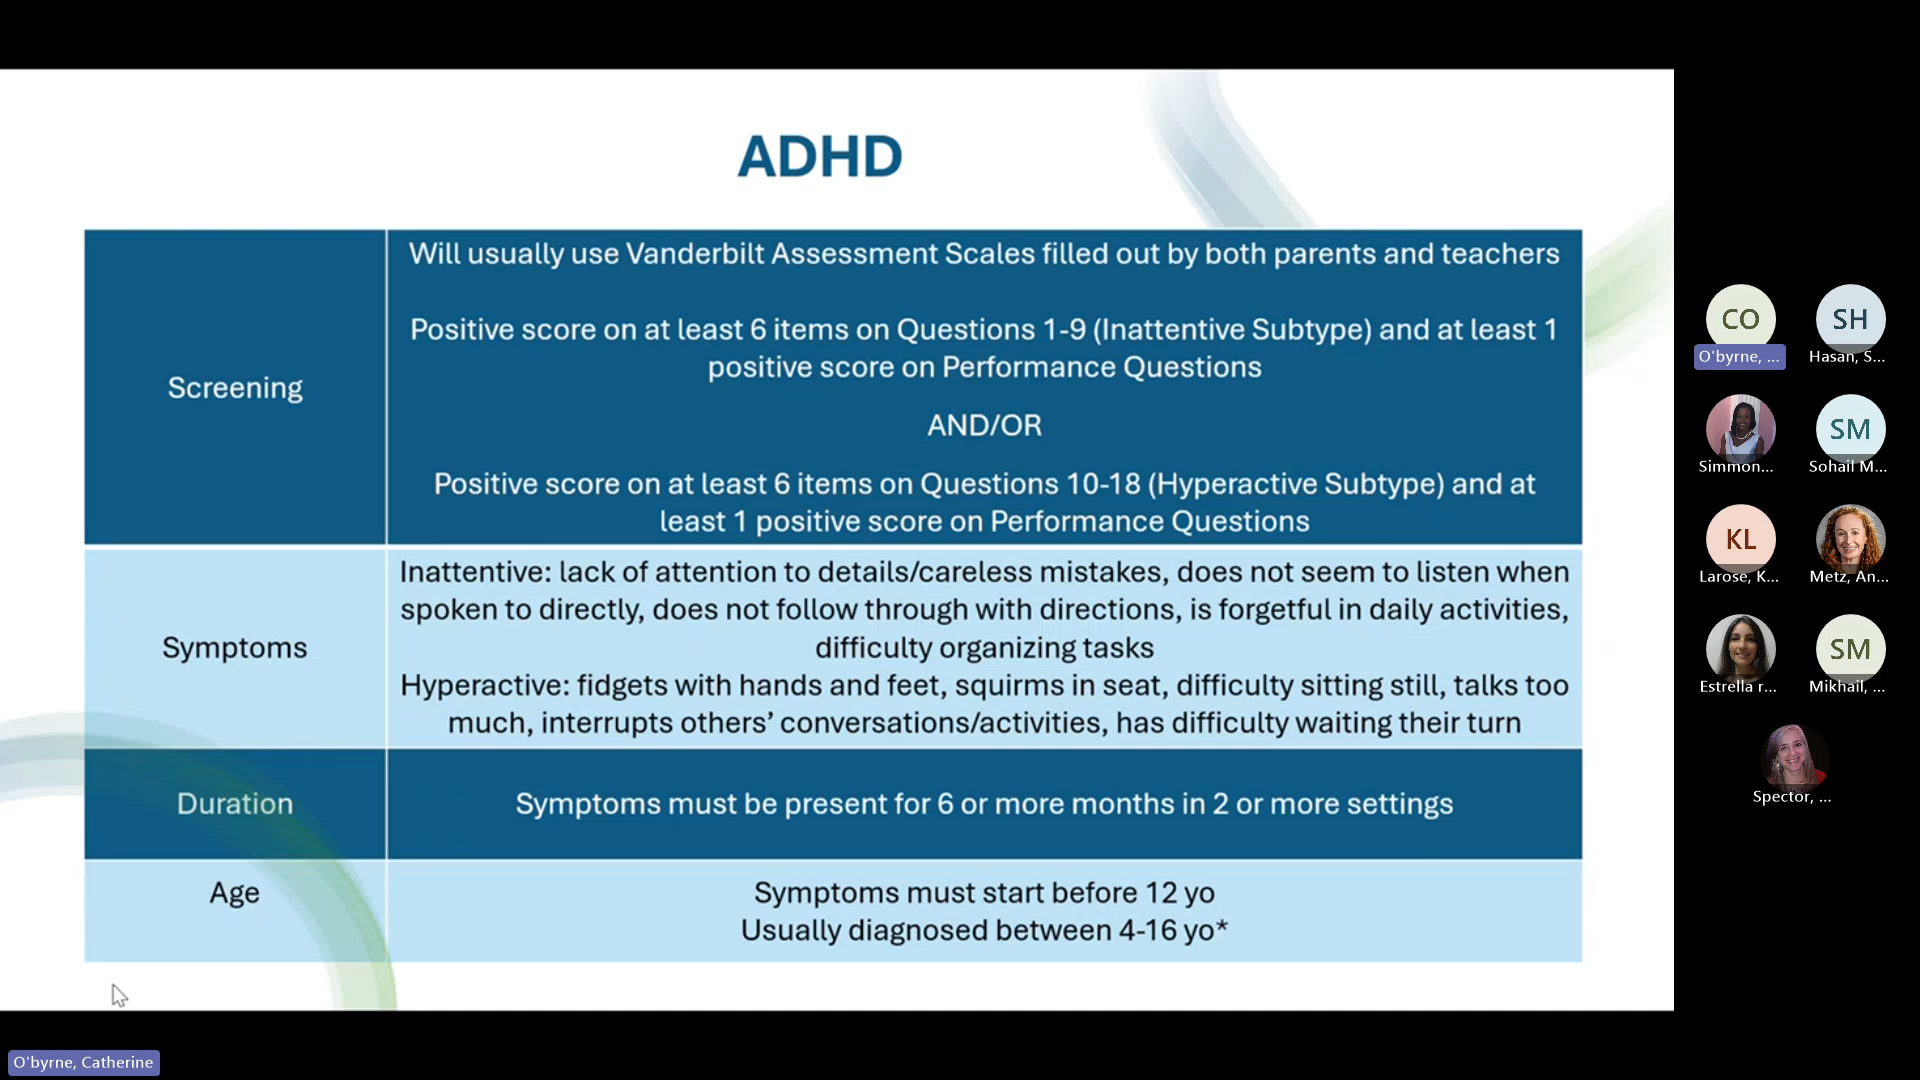 ADHD
Screening
Will usually use Vanderbilt Assessment Scales filled out by both parents and teachers
Positive score on at least 6 items on Questions 1-9 (Inattentive Subtype) and at least 1
positive score on Performance Questions
AND/OR
Positive score on at least 6 items on Questions 10-18 (Hyperactive Subtype) and at
least 1 positive score on Performance Questions
Symptoms
Inattentive: lack of attention to details/careless mistakes, does not seem to listen when
spoken to directly, does not follow through with directions, is forgetful in daily activities,
difficulty organizing tasks
Hyperactive: fidgets with hands and feet, squirms in seat, difficulty sitting still, talks too
much, interrupts others’ conversations/activities, has difficulty waiting their turn
Duration
Symptoms must be present for 6 or more months in 2 or more settings
Age
Symptoms must start before 12 yo
Usually diagnosed between 4-16 yo*
CO
SH
O'byrne, ...
Hasan, S...
SM
Simmon...
Sohail M...
KL
Larose, K...
Metz, An...
SM
Estrella r...
Mikhail, ...
Spector, ...
O'byrne, Catherine